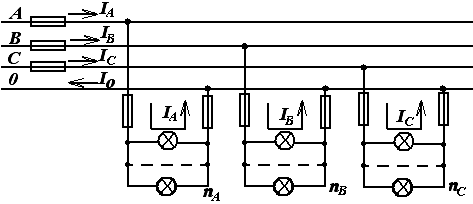 A I_A
B I_B
C I_C
0 I_0
I_A I_B I_C
n_A n_B n_C